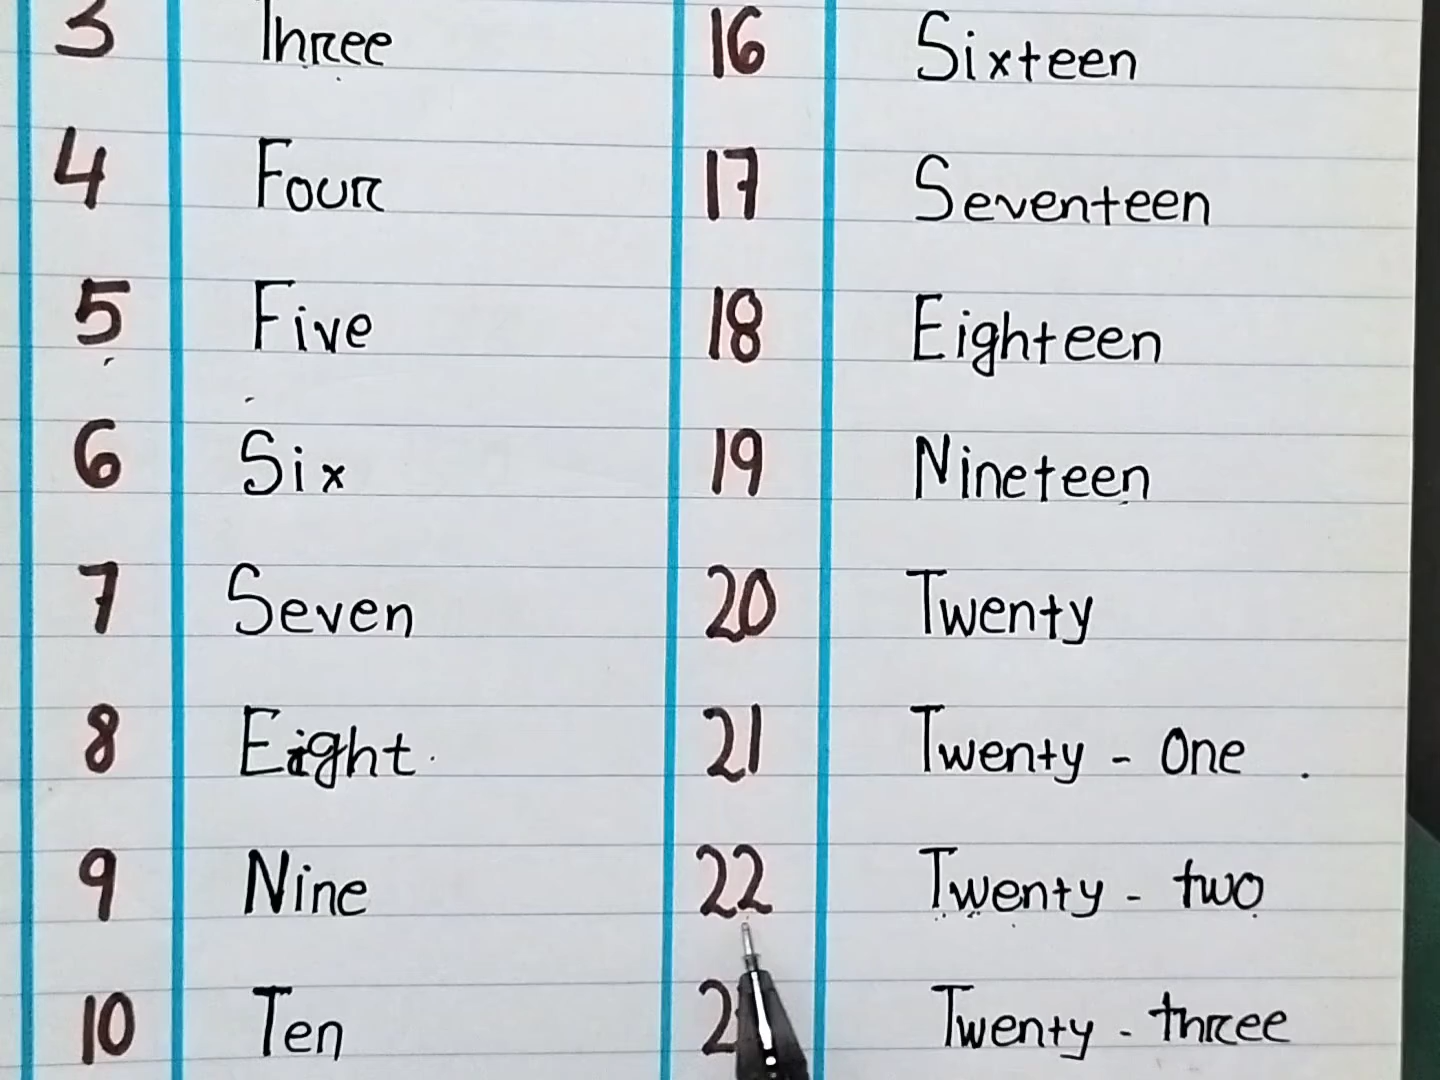 3 Three 16 Sixteen
4 Four 17 Seventeen
5 Five 18 Eighteen
6 Six 19 Nineteen
7 Seven 20 Twenty
8 Eight. 21 Twenty - One .
9 Nine 22 Twenty - two
10 Ten 2 Twenty - three